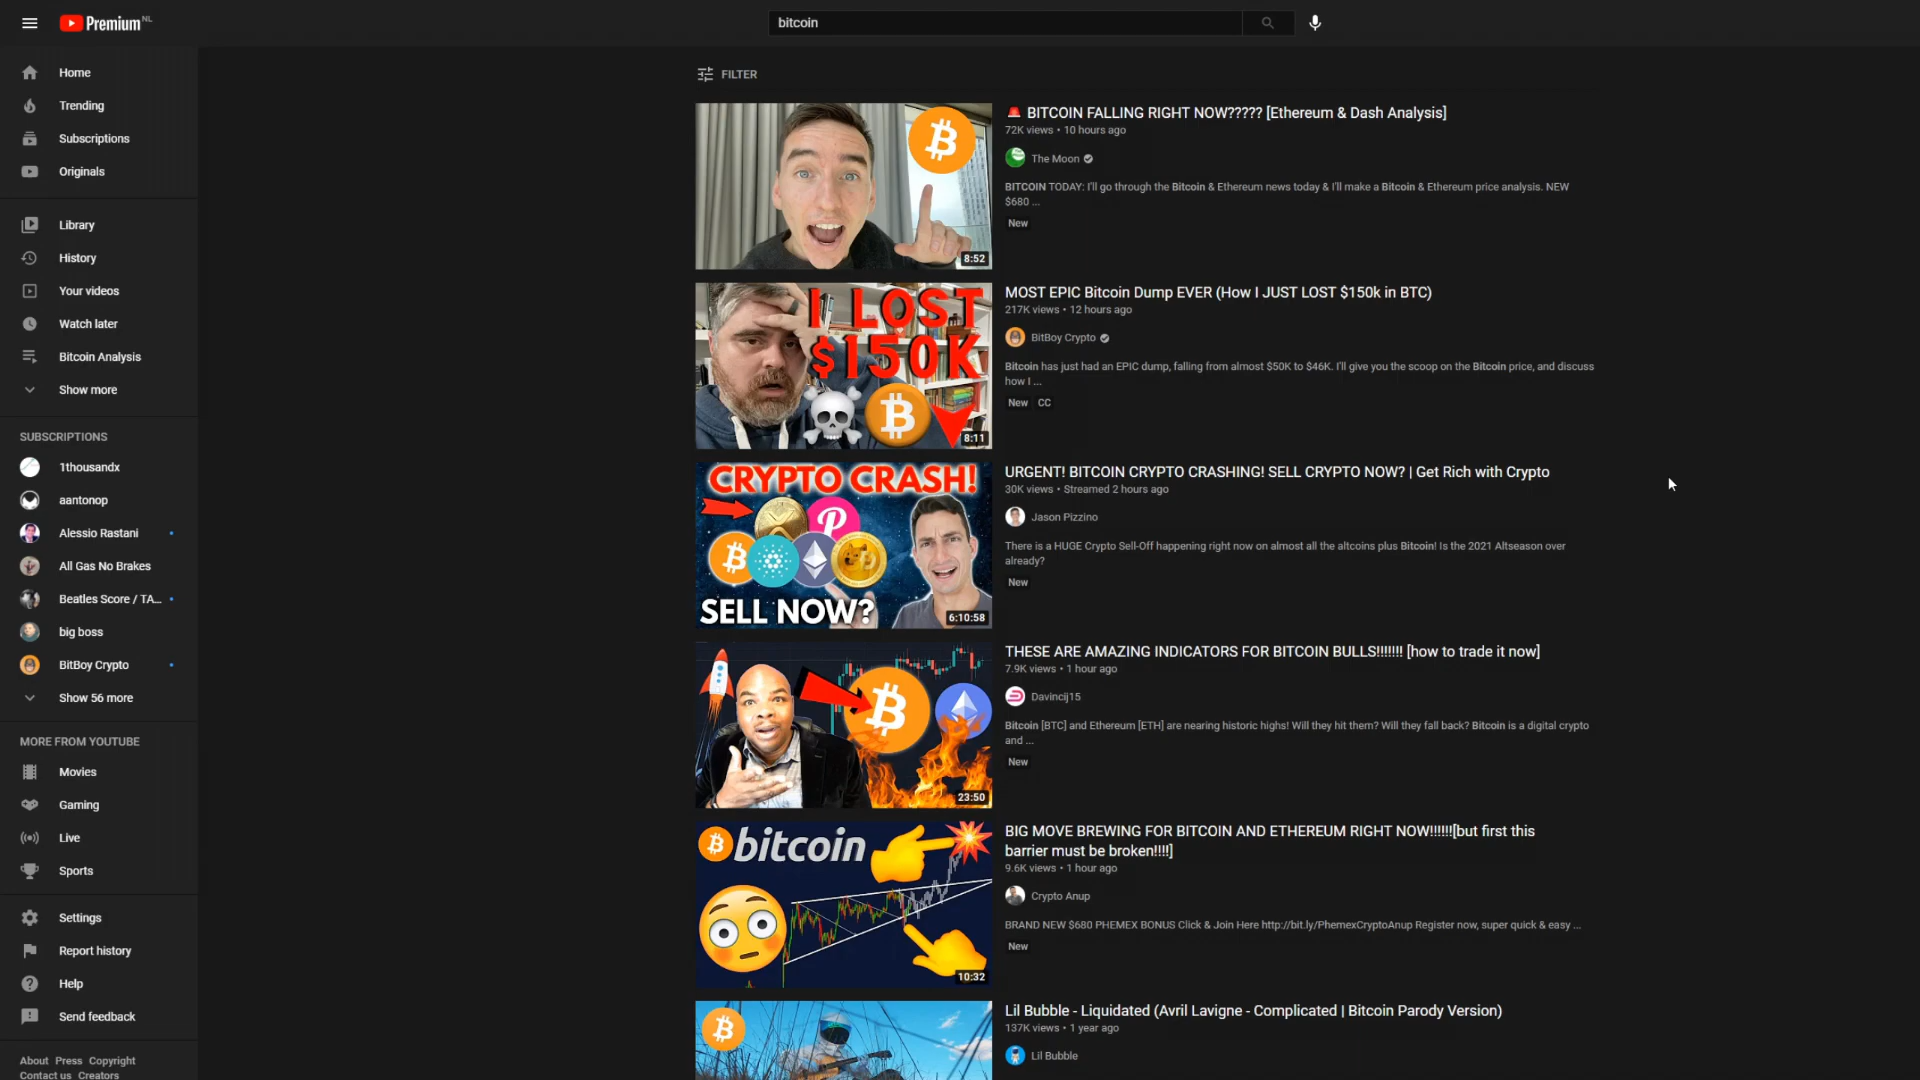 Premium NL
bitcoin
Home
Trending
Subscriptions
Originals
Library
History
Your videos
Watch later
Bitcoin Analysis
Show more
SUBSCRIPTIONS
1thousandx
aantonop
Alessio Rastani
All Gas No Brakes
Beatles Score / TA...
big boss
BitBoy Crypto
Show 56 more
MORE FROM YOUTUBE
Movies
Gaming
Live
Sports
Settings
Report history
Help
Send feedback
About Press Copyright
Contact us Creators
FILTER
8:52
BITCOIN FALLING RIGHT NOW????? [Ethereum & Dash Analysis]
72K views • 10 hours ago
The Moon
BITCOIN TODAY: I'll go through the Bitcoin & Ethereum news today & I'll make a Bitcoin & Ethereum price analysis. NEW
$680 ...
New
I LOST
$150K
8:11
MOST EPIC Bitcoin Dump EVER (How I JUST LOST $150k in BTC)
217K views • 12 hours ago
BitBoy Crypto
Bitcoin has just had an EPIC dump, falling from almost $50K to $46K. I'll give you the scoop on the Bitcoin price, and discuss
how I ...
New CC
CRYPTO CRASH!
SELL NOW?
6:10:58
URGENT! BITCOIN CRYPTO CRASHING! SELL CRYPTO NOW? | Get Rich with Crypto
30K views • Streamed 2 hours ago
Jason Pizzino
There is a HUGE Crypto Sell-Off happening right now on almost all the altcoins plus Bitcoin! Is the 2021 Altseason over
already?
New
23:50
THESE ARE AMAZING INDICATORS FOR BITCOIN BULLS!!!!!!! [how to trade it now]
7.9K views • 1 hour ago
Davincij15
Bitcoin [BTC] and Ethereum [ETH] are nearing historic highs! Will they hit them? Will they fall back? Bitcoin is a digital crypto
and ...
New
bitcoin
10:32
BIG MOVE BREWING FOR BITCOIN AND ETHEREUM RIGHT NOW!!!!!![but first this
barrier must be broken!!!!]
9.6K views • 1 hour ago
Crypto Anup
BRAND NEW $680 PHEMEX BONUS Click & Join Here http://bit.ly/PhemexCryptoAnup Register now, super quick & easy ...
New
Lil Bubble - Liquidated (Avril Lavigne - Complicated | Bitcoin Parody Version)
137K views • 1 year ago
Lil Bubble